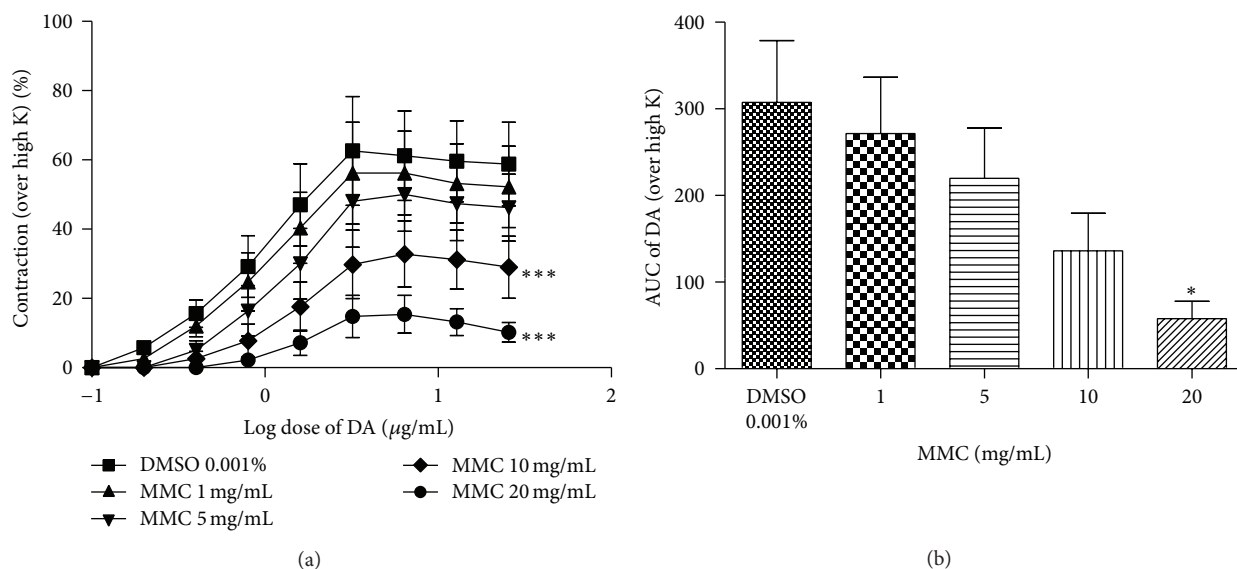 100
80
60
40
20
0
Contraction (over high K) (%)
−1
0
1
2
Log dose of DA (μg/mL)
***
***
DMSO 0.001%
MMC 1 mg/mL
MMC 5 mg/mL
MMC 10 mg/mL
MMC 20 mg/mL
(a)
400
300
200
100
0
AUC of DA (over high K)
*
DMSO
0.001%
1
5
10
20
MMC (mg/mL)
(b)